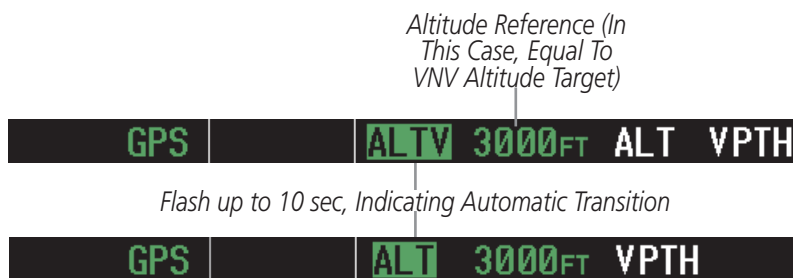 Altitude Reference (In
This Case, Equal To
VNV Altitude Target)
GPS ALTV 3000FT ALT VPTH
Flash up to 10 sec, Indicating Automatic Transition
GPS ALT 3000FT VPTH